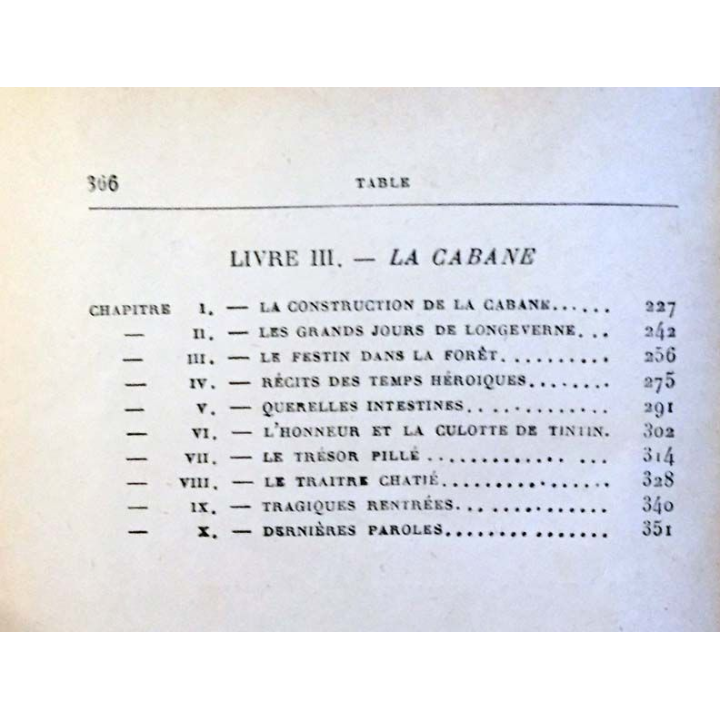 366 TABLE
LIVRE III. — LA CABANE
CHAPITRE I. — LA CONSTRUCTION DE LA CABANE...... 227
— II. — LES GRANDS JOURS DE LONGEVERNE... 242
— III. — LE FESTIN DANS LA FORÊT.......... 256
— IV. — RÉCITS DES TEMPS HÉROIQUES........ 275
— V. — QUERELLES INTESTINES............. 291
— VI. — L'HONNEUR ET LA CULOTTE DE TINTIN. 302
— VII. — LE TRÉSOR PILLÉ ............. ... 314
— VIII. — LE TRAITRE CHATIÉ............... 328
— IX. — TRAGIQUES RENTRÉES.............. 340
— X. — DERNIÈRES PAROLES................ 351